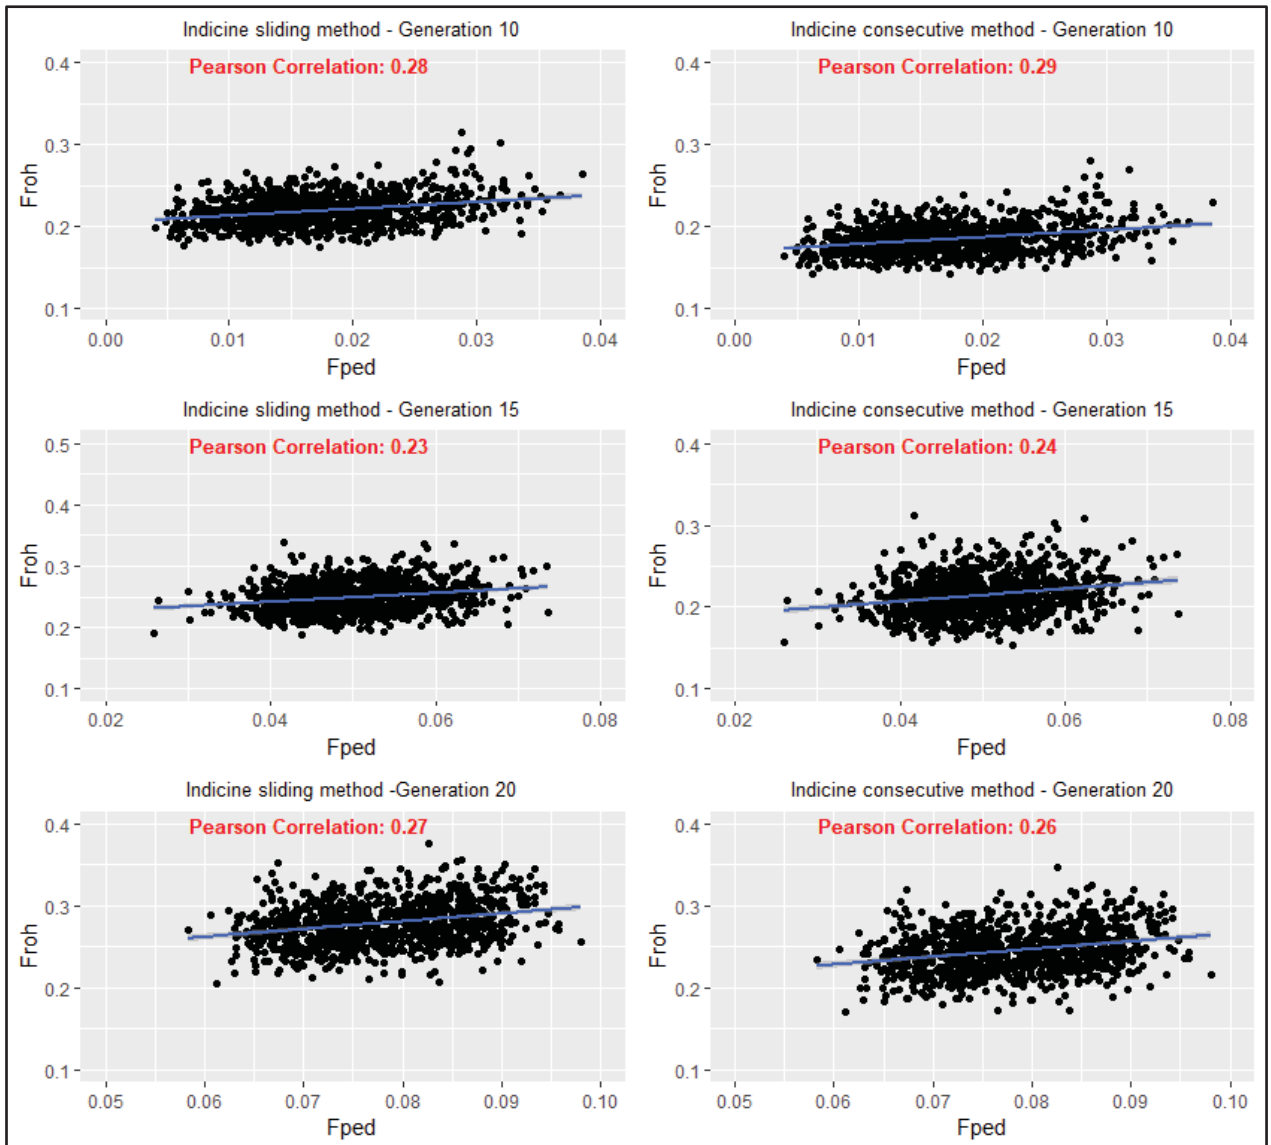 Indicine sliding method - Generation 10
Pearson Correlation: 0.28
0.4
0.3
0.2
0.1
Froh
0.00 0.01 0.02 0.03 0.04
Fped
Indicine consecutive method - Generation 10
Pearson Correlation: 0.29
0.4
0.3
0.2
0.1
Froh
0.00 0.01 0.02 0.03 0.04
Fped
Indicine sliding method - Generation 15
Pearson Correlation: 0.23
0.5
0.4
0.3
0.2
0.1
Froh
0.02 0.04 0.06 0.08
Fped
Indicine consecutive method - Generation 15
Pearson Correlation: 0.24
0.4
0.3
0.2
0.1
Froh
0.02 0.04 0.06 0.08
Fped
Indicine sliding method -Generation 20
Pearson Correlation: 0.27
0.4
0.3
0.2
0.1
Froh
0.05 0.06 0.07 0.08 0.09 0.10
Fped
Indicine consecutive method - Generation 20
Pearson Correlation: 0.26
0.4
0.3
0.2
0.1
Froh
0.05 0.06 0.07 0.08 0.09 0.10
Fped